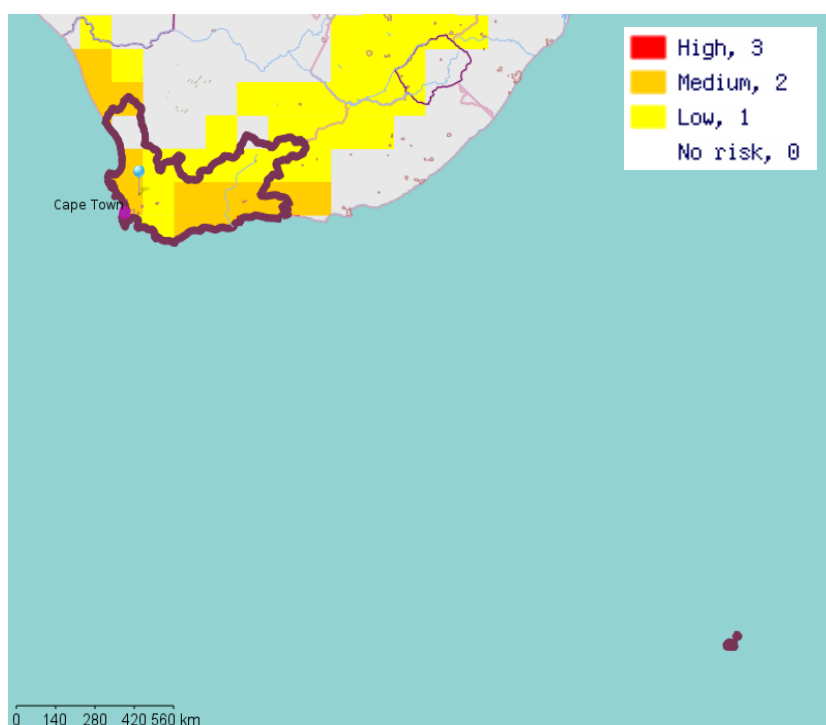 High, 3
Medium, 2
Low, 1
No risk, 0
Cape Town
0 140 280 420 560 km